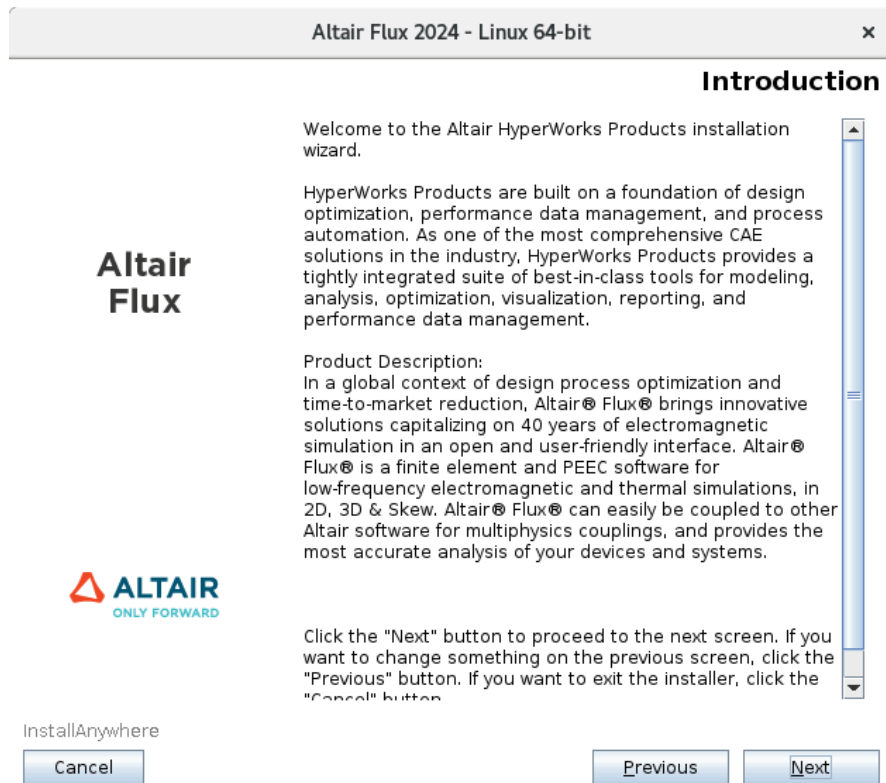 Altair Flux 2024 - Linux 64-bit
Introduction
Welcome to the Altair HyperWorks Products installation
wizard.
HyperWorks Products are built on a foundation of design
optimization, performance data management, and process
automation. As one of the most comprehensive CAE
solutions in the industry, HyperWorks Products provides a
tightly integrated suite of best-in-class tools for modeling,
analysis, optimization, visualization, reporting, and
performance data management.
Altair
Flux
Product Description:
In a global context of design process optimization and
time-to-market reduction, Altair® Flux® brings innovative
solutions capitalizing on 40 years of electromagnetic
simulation in an open and user-friendly interface. Altair®
Flux® is a finite element and PEEC software for
low-frequency electromagnetic and thermal simulations, in
2D, 3D & Skew. Altair® Flux® can easily be coupled to other
Altair software for multiphysics couplings, and provides the
most accurate analysis of your devices and systems.
ALTAIR
ONLY FORWARD
Click the "Next" button to proceed to the next screen. If you
want to change something on the previous screen, click the
"Previous" button. If you want to exit the installer, click the
"Cancel" button
InstallAnywhere
Cancel
Previous
Next